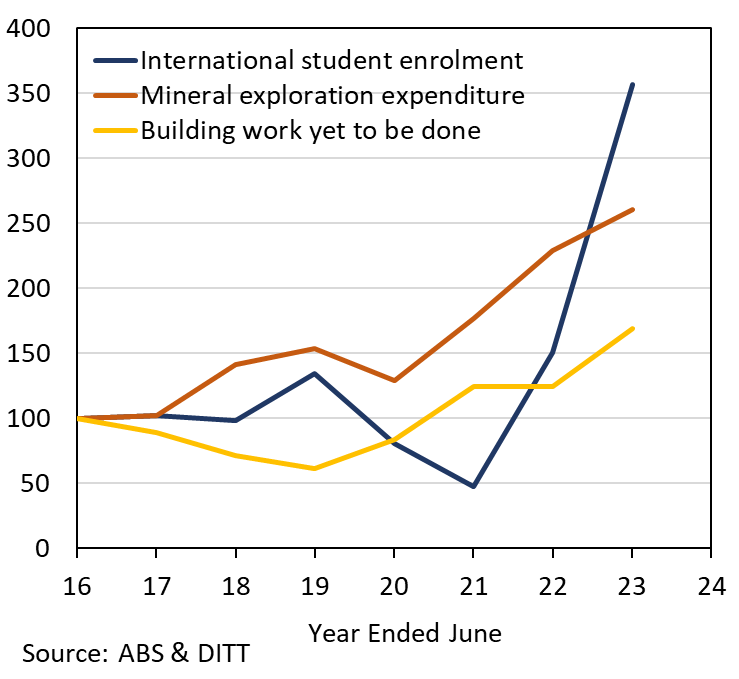 400
350
300
250
200
150
100
50
0
International student enrolment
Mineral exploration expenditure
Building work yet to be done
16 17 18 19 20 21 22 23 24
Year Ended June
Source: ABS & DITT